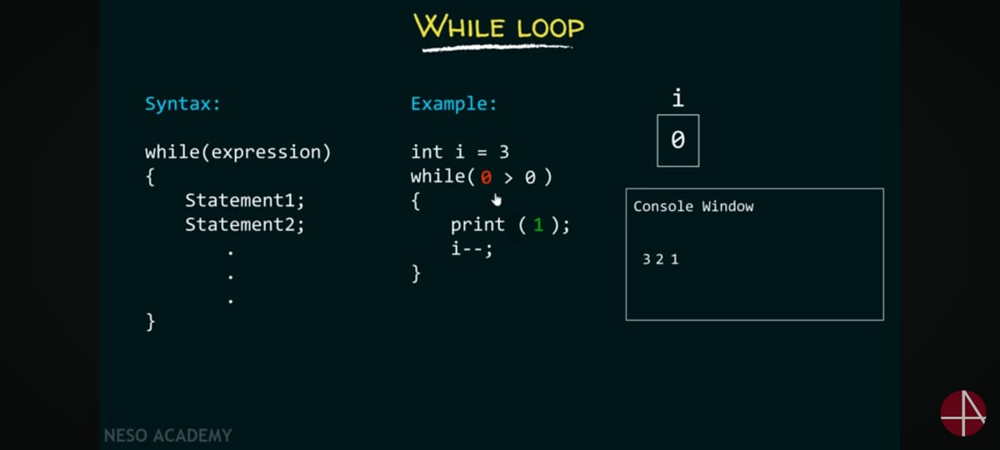 WHILE LOOP
Syntax:
while(expression)
{
Statement1;
Statement2;
.
.
.
}
Example:
int i = 3
while( 0 > 0 )
{
print ( 1 );
i--;
}
i
0
Console Window
3 2 1
NESO ACADEMY